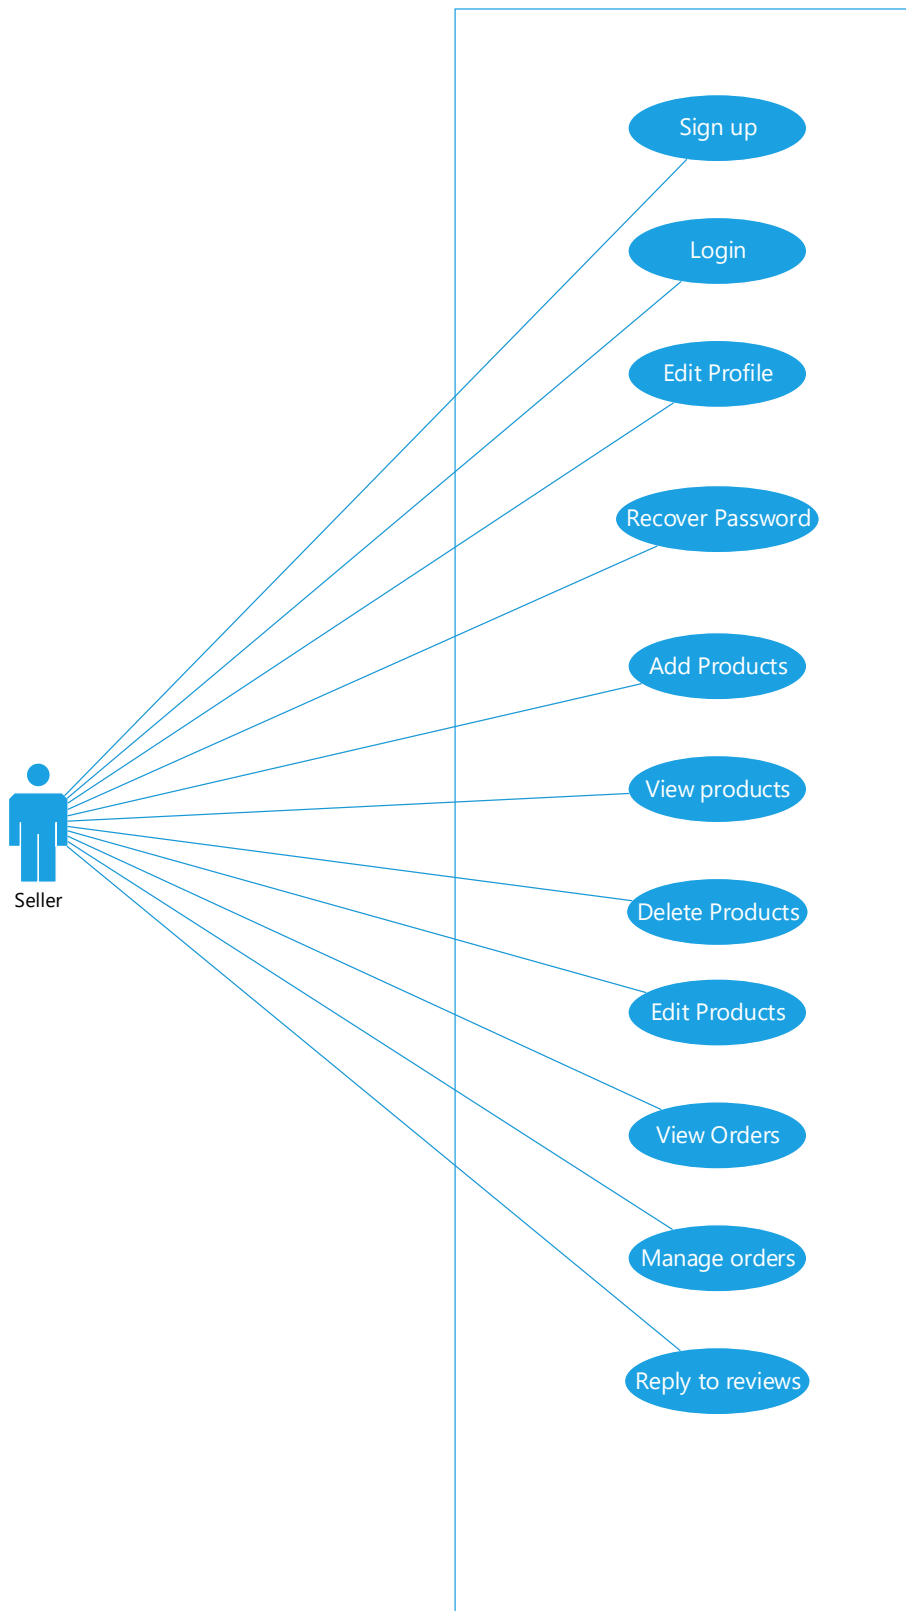 Sign up
Login
Edit Profile
Recover Password
Add Products
View products
Seller
Delete Products
Edit Products
View Orders
Manage orders
Reply to reviews